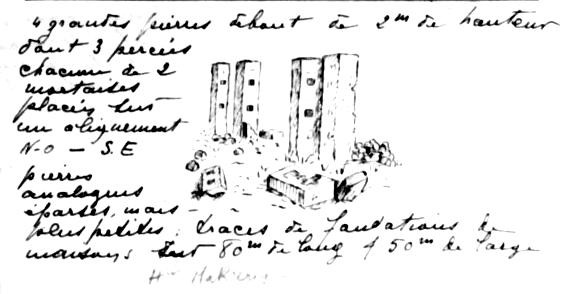 4 grandes pierres debout de 2m de hauteur
dont 3 percées
chacune de 2
mortaises
placées sur
un alignement
N-O — S.E
pierres
analogues
éparses, mais
plus petites; traces de fondations de
maisons; sur 80m de long / 50m de large